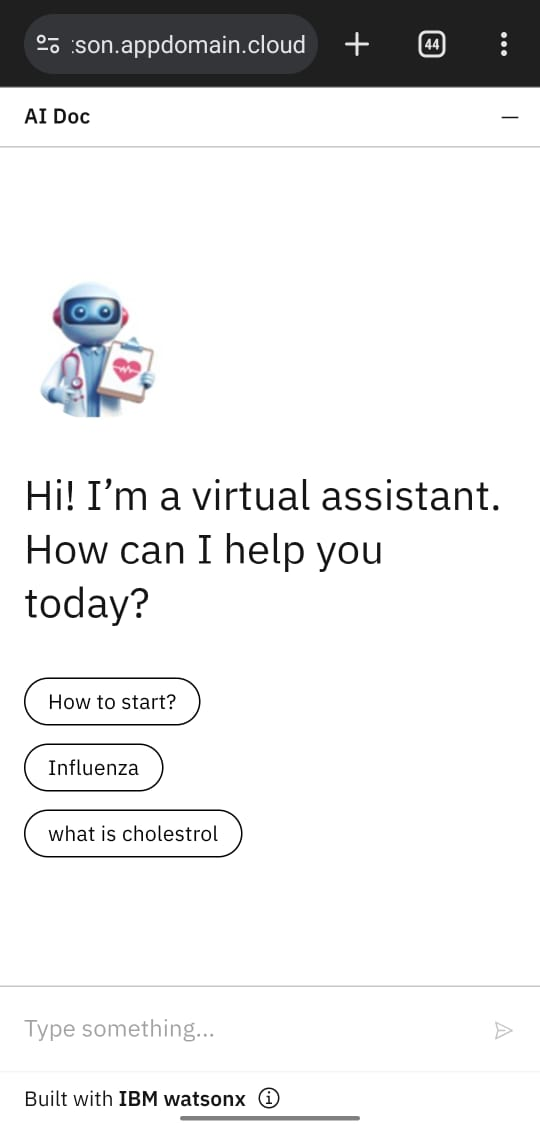 :son.appdomain.cloud
44
AI Doc
Hi! I’m a virtual assistant.
How can I help you
today?
How to start?
Influenza
what is cholestrol
Type something...
Built with IBM watsonx